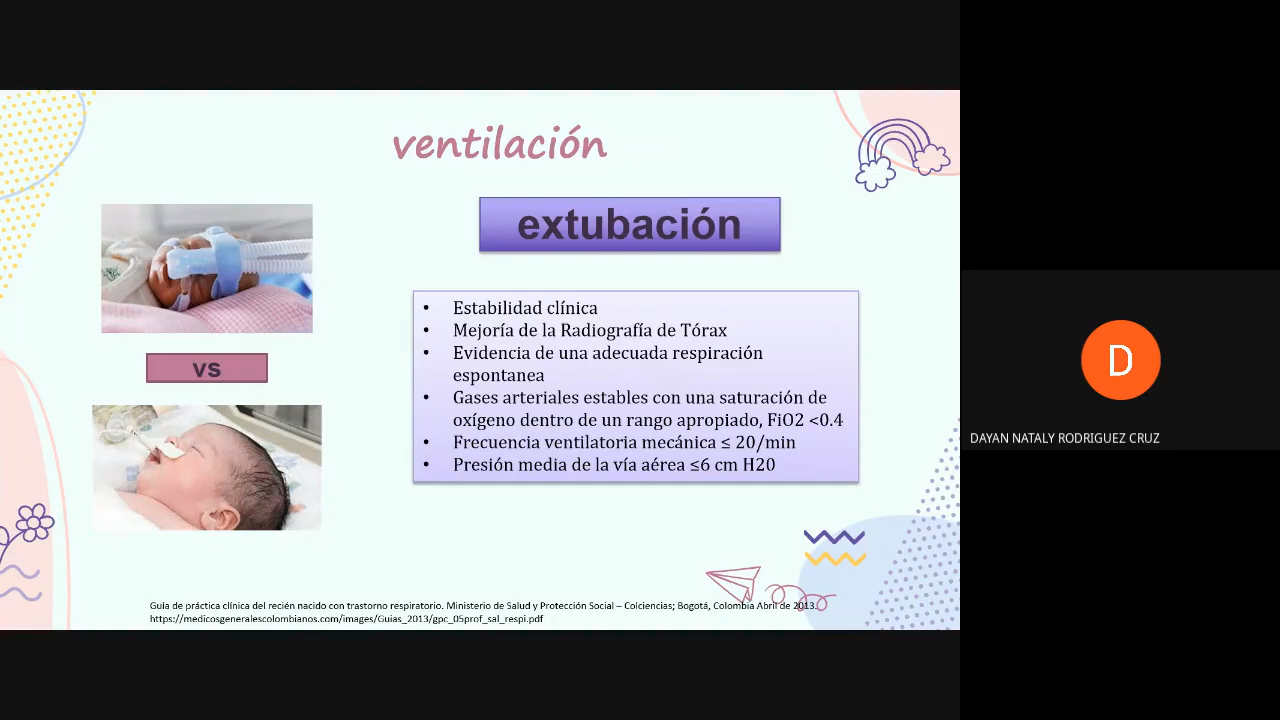 ventilación
extubación
vs
• Estabilidad clínica
• Mejoría de la Radiografía de Tórax
• Evidencia de una adecuada respiración
espontanea
• Gases arteriales estables con una saturación de
oxígeno dentro de un rango apropiado, FiO2 <0.4
• Frecuencia ventilatoria mecánica ≤ 20/min
• Presión media de la vía aérea ≤6 cm H20
Guía de práctica clínica del recién nacido con trastorno respiratorio. Ministerio de Salud y Protección Social – Colciencias; Bogotá, Colombia Abril de 2013.
https://medicosgeneralescolombianos.com/images/Guias_2013/gpc_05prof_sal_respi.pdf
D
DAYAN NATALY RODRIGUEZ CRUZ